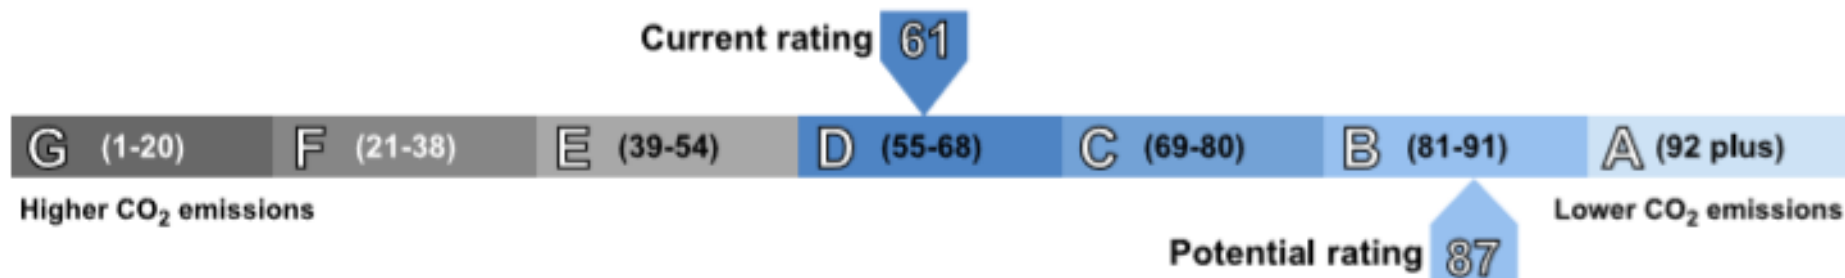 Current rating 61
G (1-20) F (21-38) E (39-54) D (55-68) C (69-80) B (81-91) A (92 plus)
Higher CO₂ emissions Lower CO₂ emissions
Potential rating 87